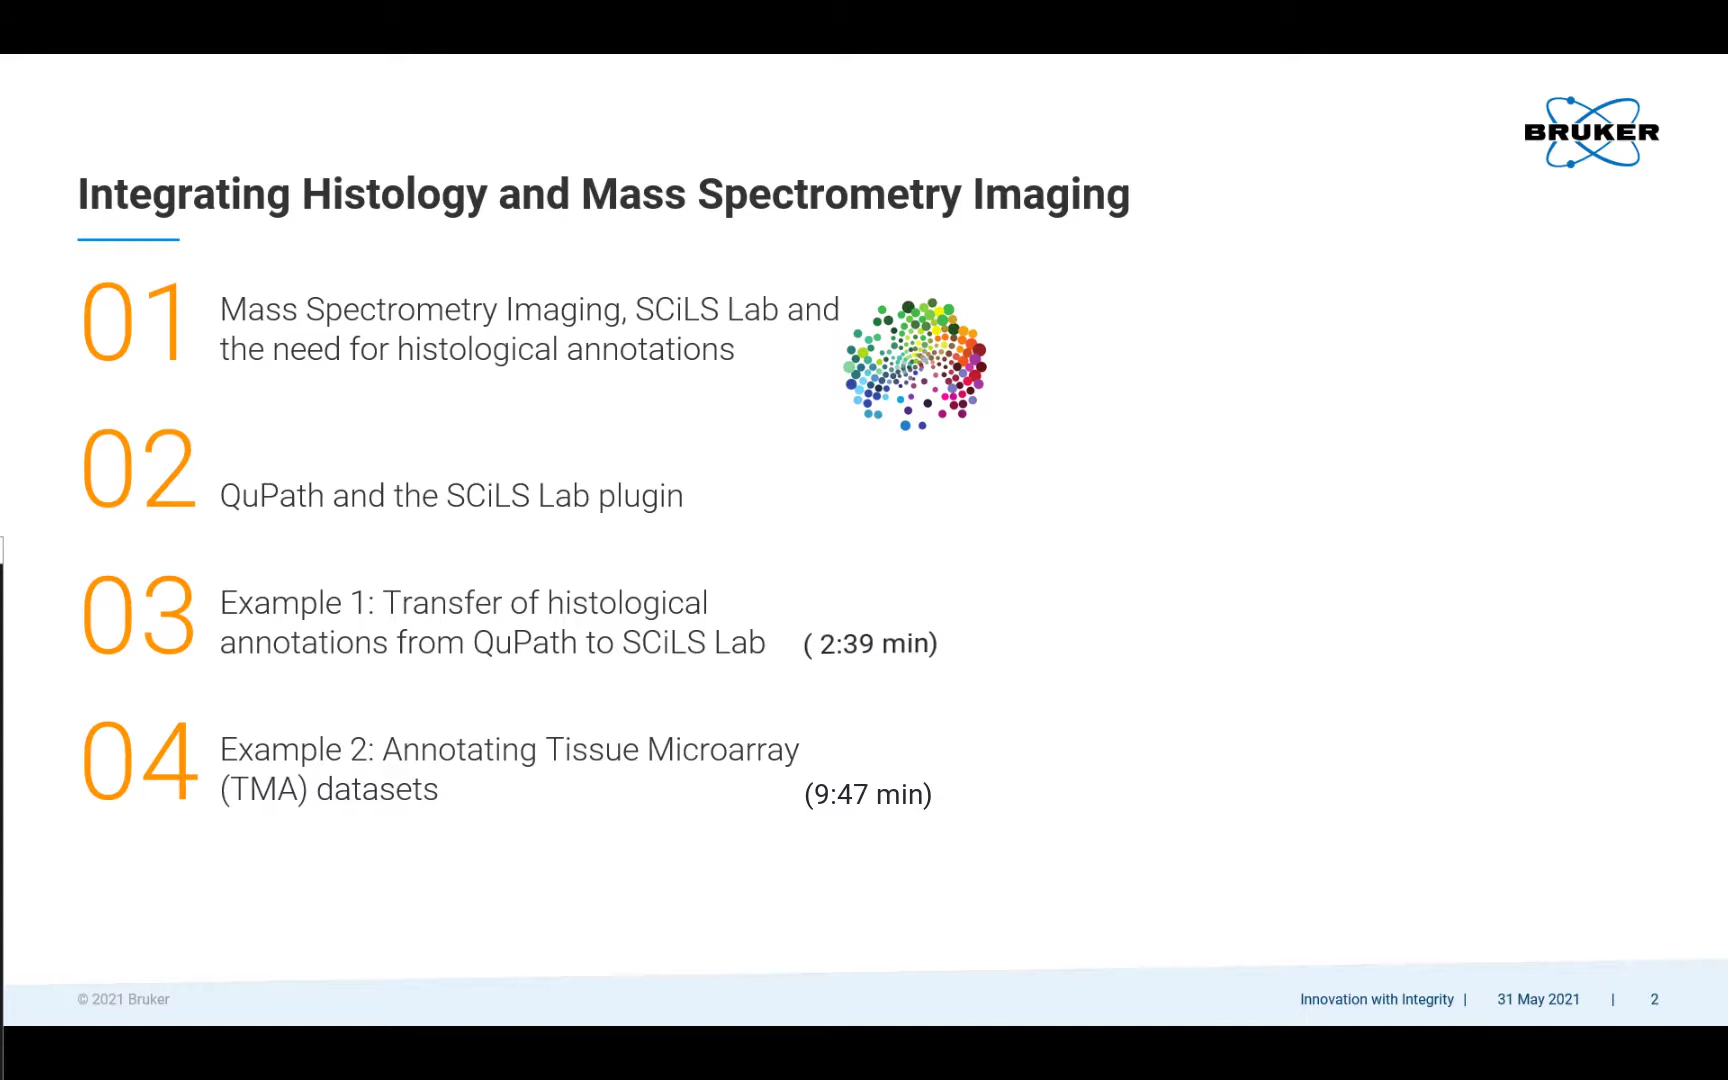 BRUKER
Integrating Histology and Mass Spectrometry Imaging
01
Mass Spectrometry Imaging, SCiLS Lab and
the need for histological annotations
02
QuPath and the SCiLS Lab plugin
03
Example 1: Transfer of histological
annotations from QuPath to SCiLS Lab ( 2:39 min)
04
Example 2: Annotating Tissue Microarray
(TMA) datasets (9:47 min)
© 2021 Bruker
Innovation with Integrity | 31 May 2021 | 2